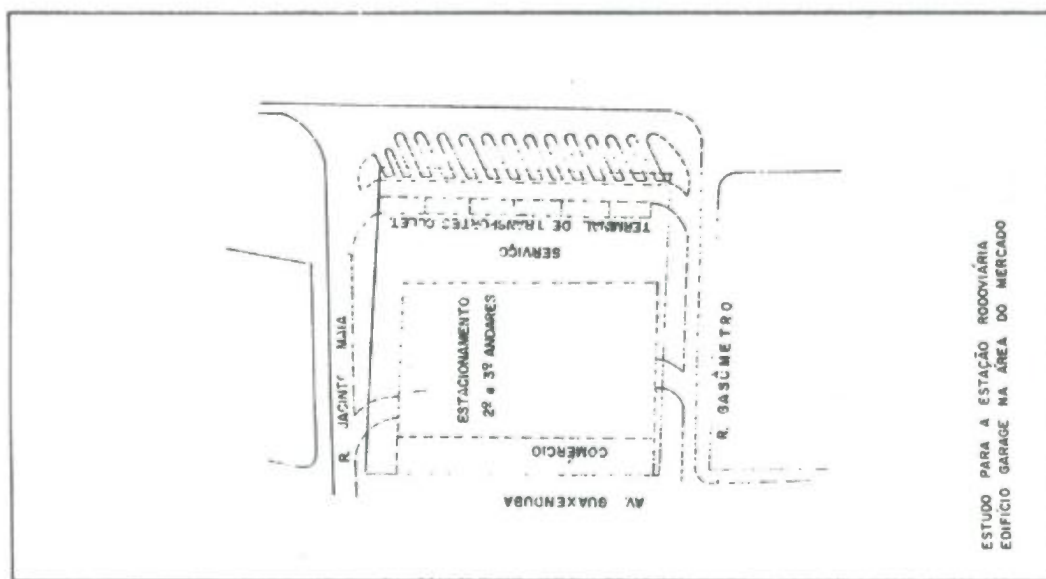 TERMINAL DE TRANSPORTES COLET.
SERVIÇO
ESTACIONAMENTO
2º e 3º ANDARES
COMÉRCIO
R. JACINTO MAIA
R. GASÔMETRO
AV. GUAXENDUBA
ESTUDO PARA A ESTAÇÃO RODOVIÁRIA
EDIFÍCIO GARAGE NA ÁREA DO MERCADO